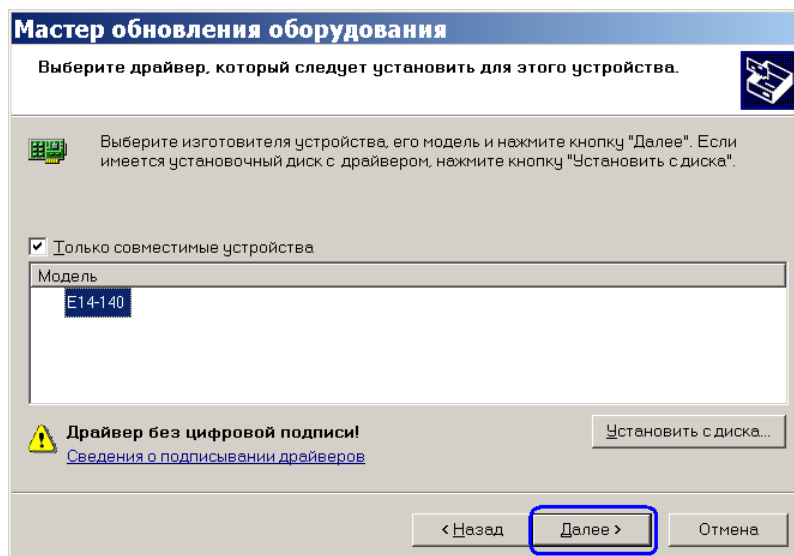 Мастер обновления оборудования
Выберите драйвер, который следует установить для этого устройства.
Выберите изготовителя устройства, его модель и нажмите кнопку "Далее". Если
имеется установочный диск с драйвером, нажмите кнопку "Установить с диска".
Только совместимые устройства
Модель
E14-140
Драйвер без цифровой подписи!
Установить с диска...
Сведения о подписывании драйверов
< Назад
Далее >
Отмена